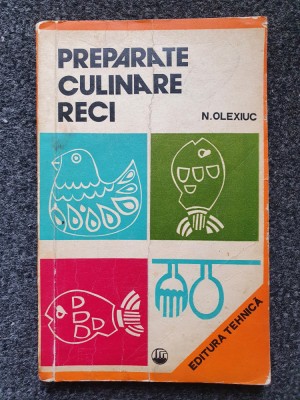 PREPARATE
CULINARE
RECI
N. OLEXIUC
EDITURA TEHNICĂ